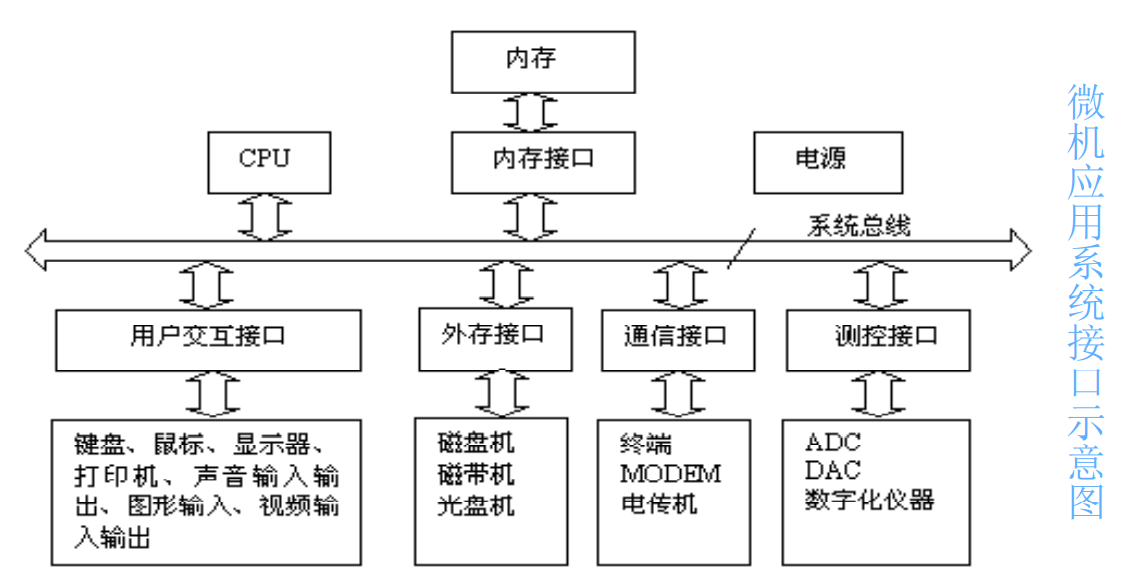 内存
CPU
内存接口
电源
系统总线
用户交互接口
外存接口
通信接口
测控接口
键盘、鼠标、显示器、
打印机、声音输入输
出、图形输入、视频输
入输出
磁盘机
磁带机
光盘机
终端
MODEM
电传机
ADC
DAC
数字化仪器
微机应用系统接口示意图